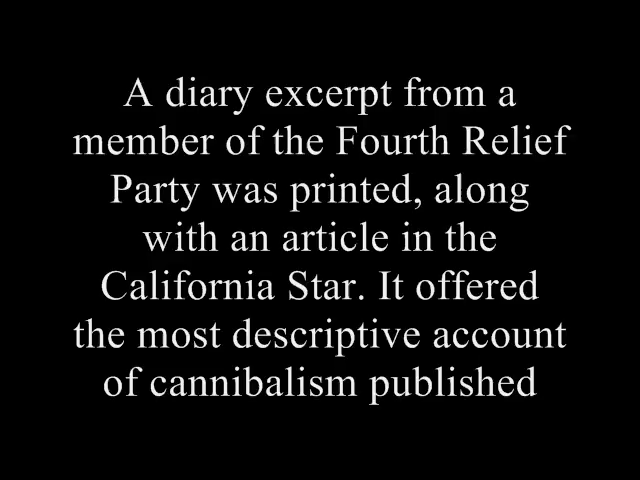 A diary excerpt from a
member of the Fourth Relief
Party was printed, along
with an article in the
California Star. It offered
the most descriptive account
of cannibalism published